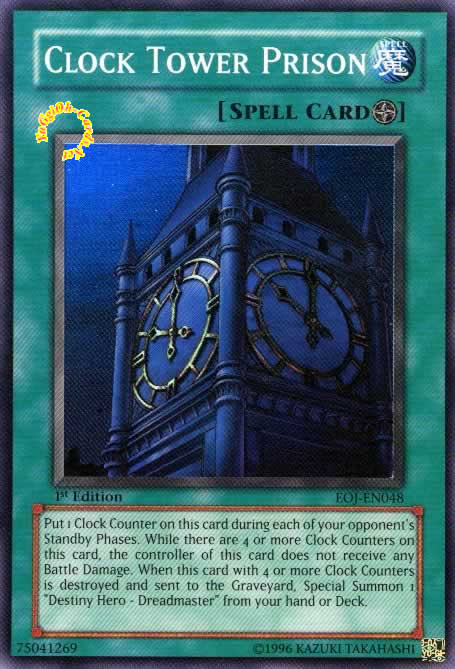 CLOCK TOWER PRISON
SPELL
魔
[SPELL CARD]
YuGiOh-Cards.Net
1st Edition
EOJ-EN048
Put 1 Clock Counter on this card during each of your opponent's
Standby Phases. While there are 4 or more Clock Counters on
this card, the controller of this card does not receive any
Battle Damage. When this card with 4 or more Clock Counters
is destroyed and sent to the Graveyard, Special Summon 1
"Destiny Hero - Dreadmaster" from your hand or Deck.
75041269
©1996 KAZUKI TAKAHASHI